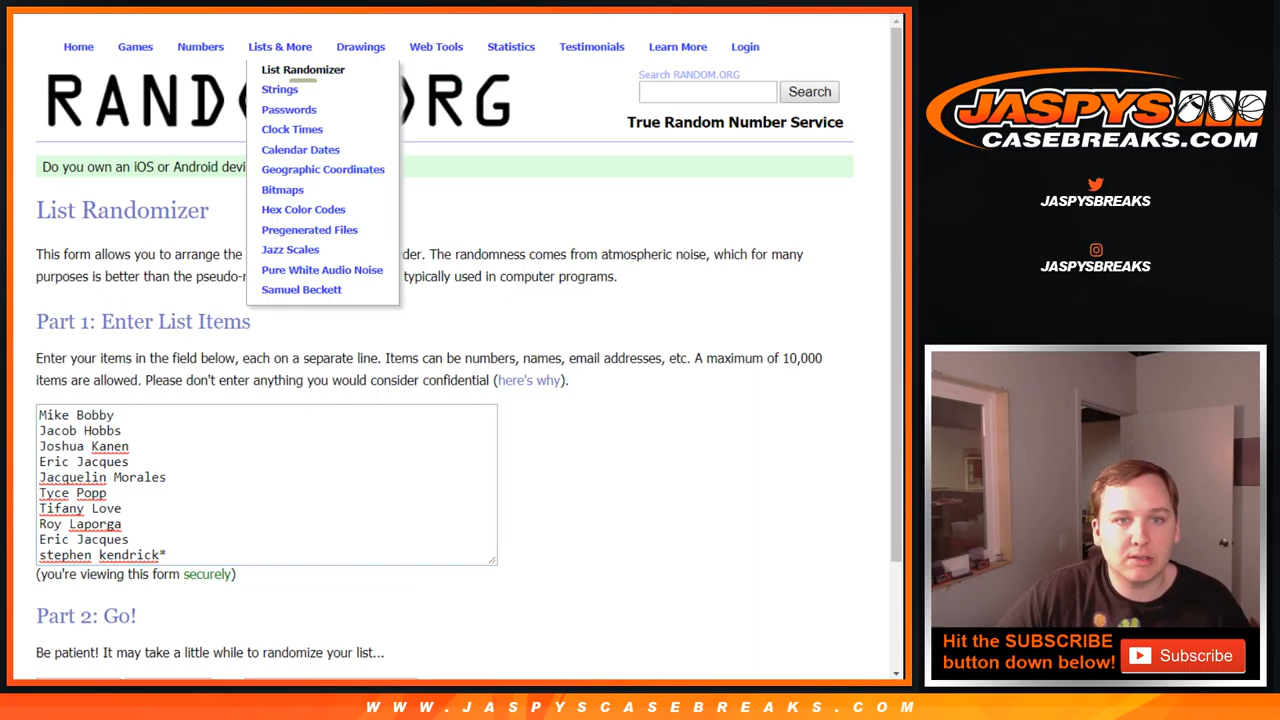 Home Games Numbers Lists & More Drawings Web Tools Statistics Testimonials Learn More Login
List Randomizer
Strings
Passwords
Clock Times
Calendar Dates
Geographic Coordinates
Bitmaps
Hex Color Codes
Pregenerated Files
Jazz Scales
Pure White Audio Noise
Samuel Beckett
RAND ORG
Search RANDOM.ORG
Search
True Random Number Service
Do you own an iOS or Android devi
List Randomizer
This form allows you to arrange the der. The randomness comes from atmospheric noise, which for many
purposes is better than the pseudo-r typically used in computer programs.
Part 1: Enter List Items
Enter your items in the field below, each on a separate line. Items can be numbers, names, email addresses, etc. A maximum of 10,000
items are allowed. Please don't enter anything you would consider confidential (here's why).
Mike Bobby
Jacob Hobbs
Joshua Kanen
Eric Jacques
Jacquelin Morales
Tyce Popp
Tifany Love
Roy Laporga
Eric Jacques
stephen kendrick*
(you're viewing this form securely)
Part 2: Go!
Be patient! It may take a little while to randomize your list...
JASPYS
CASEBREAKS.COM
JASPYSBREAKS
JASPYSBREAKS
Hit the SUBSCRIBE
button down below!
Subscribe
WWW.JASPYSCASEBREAKS.COM